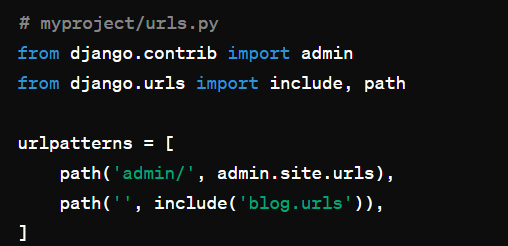 # myproject/urls.py
from django.contrib import admin
from django.urls import include, path

urlpatterns = [
    path('admin/', admin.site.urls),
    path('', include('blog.urls')),
]